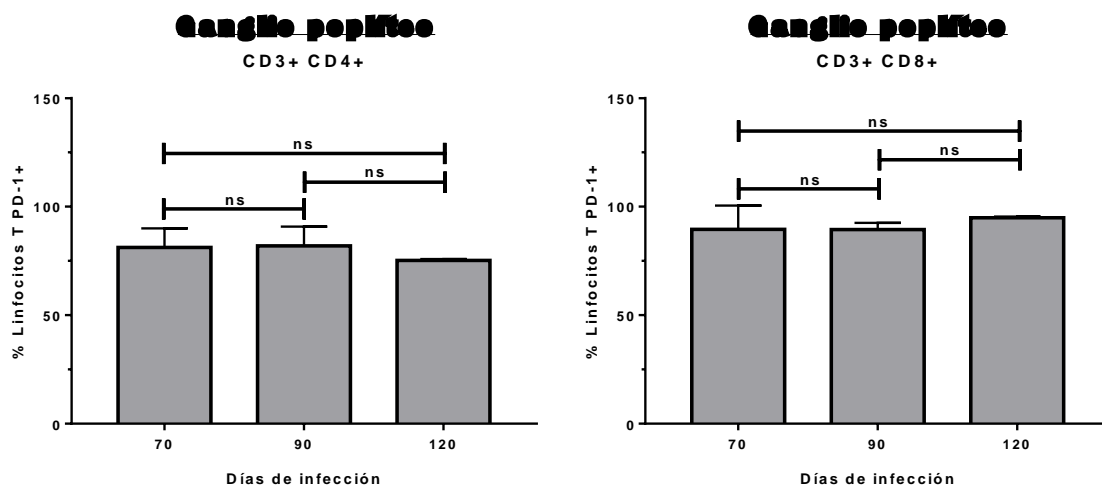 Ganglio poplíteo
CD3+ CD4+
% Linfocitos T PD-1+
150
100
50
0
ns
ns
ns
70
90
120
Días de infección
Ganglio poplíteo
CD3+ CD8+
% Linfocitos T PD-1+
150
100
50
0
ns
ns
ns
70
90
120
Días de infección